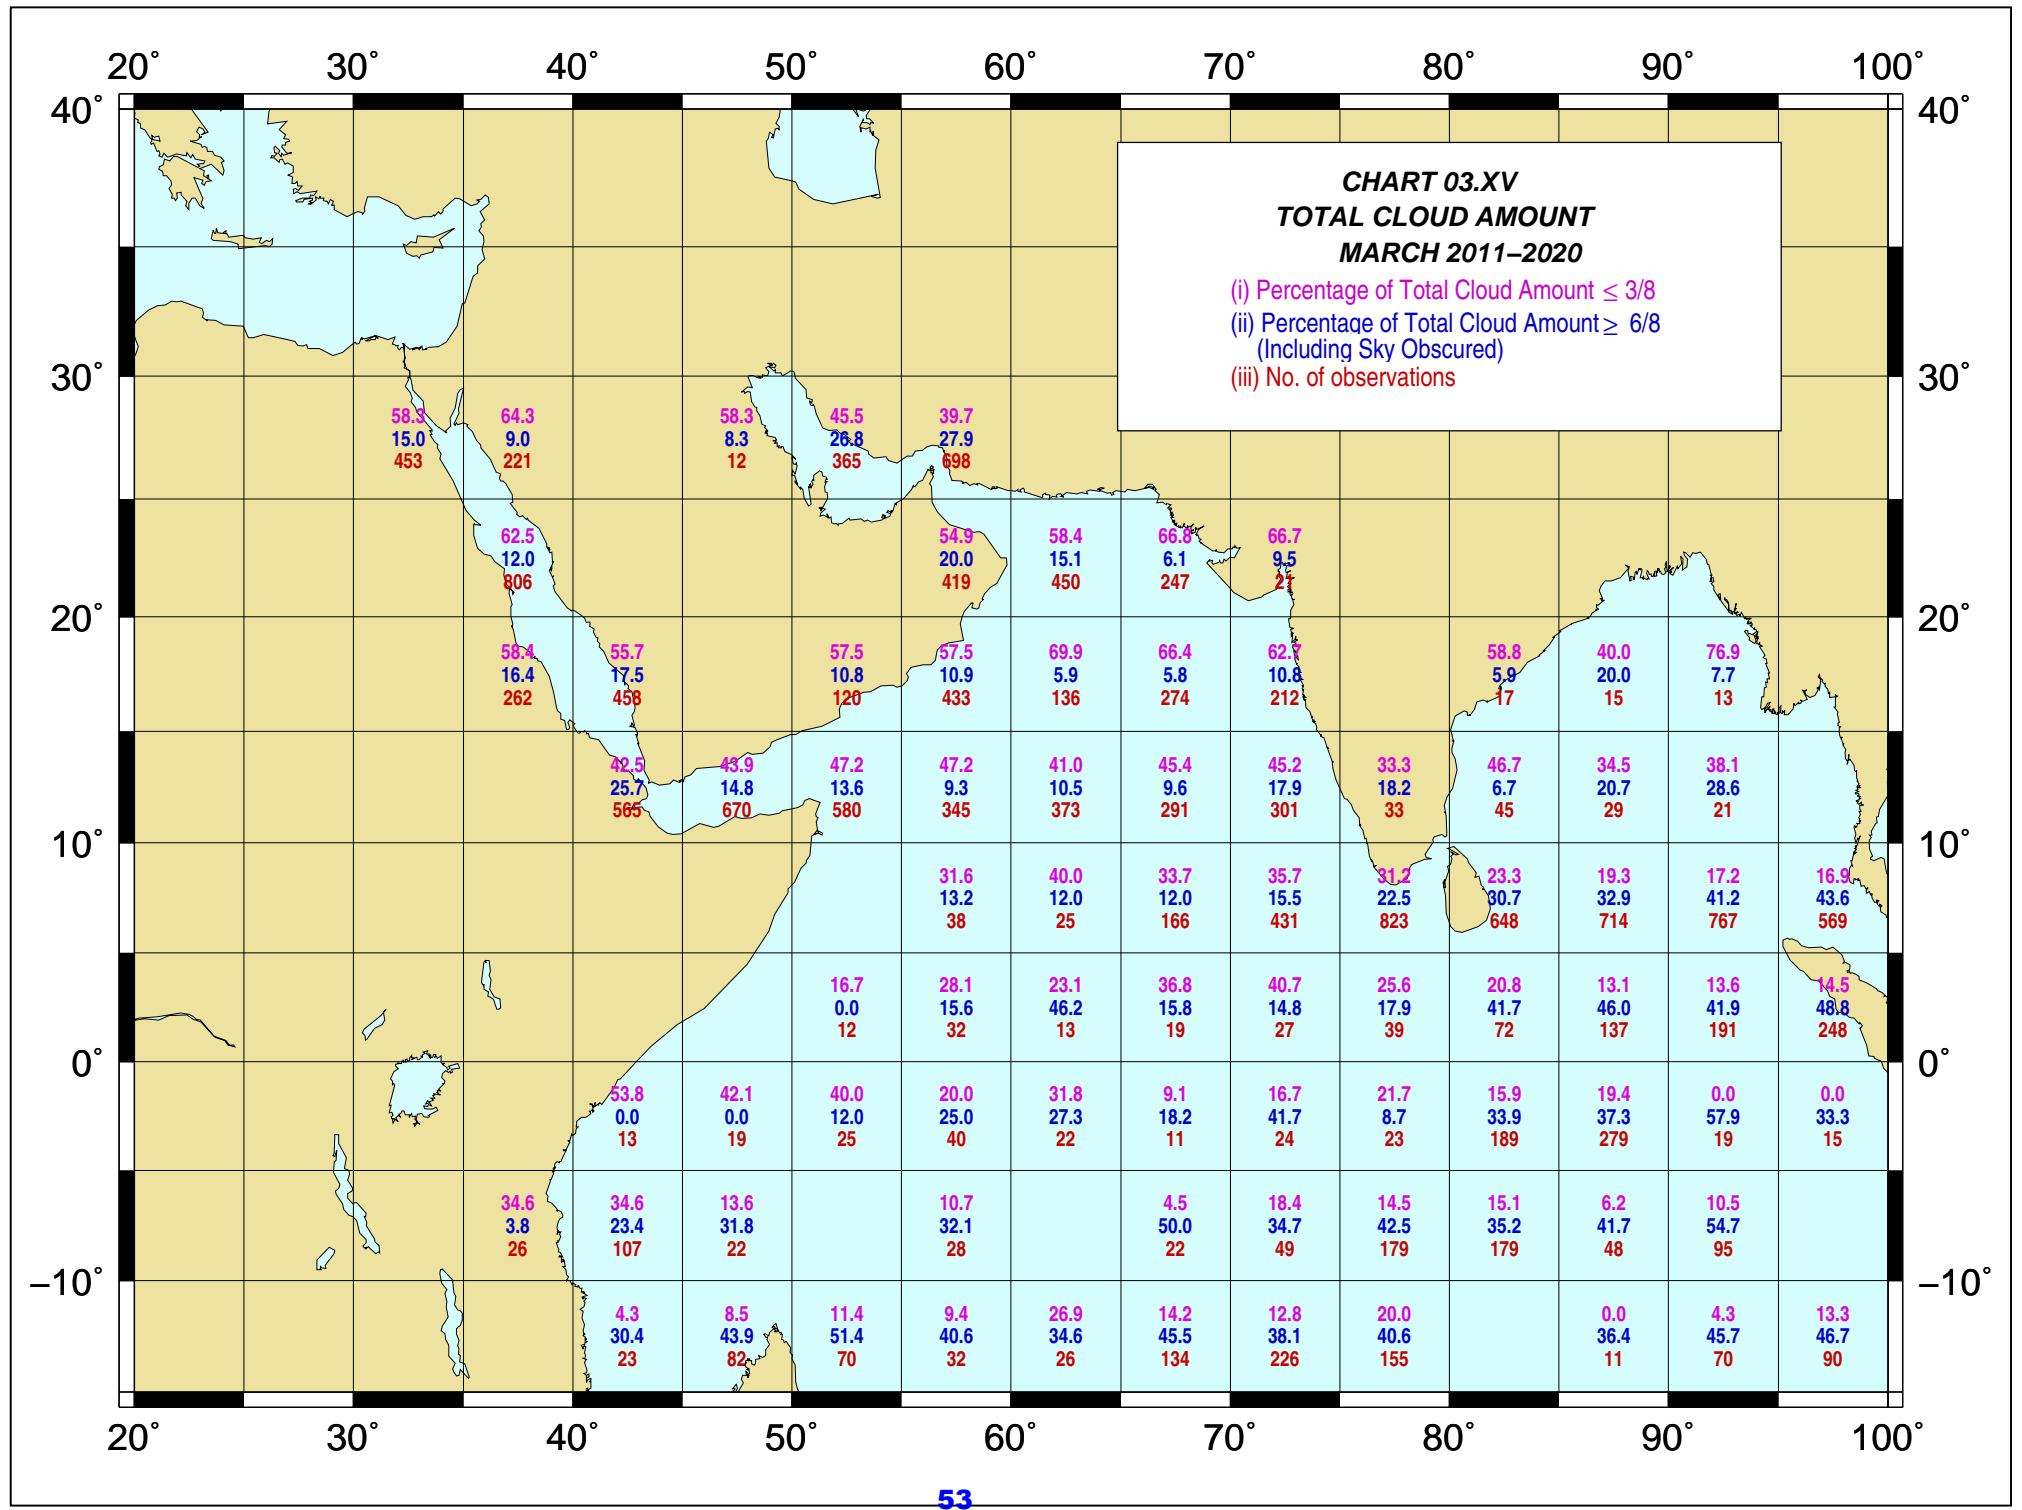 20° 30° 40° 50° 60° 70° 80° 90° 100°
40° 40°
CHART 03.XV
TOTAL CLOUD AMOUNT
MARCH 2011–2020
(i) Percentage of Total Cloud Amount ≤ 3/8
(ii) Percentage of Total Cloud Amount ≥ 6/8
(Including Sky Obscured)
(iii) No. of observations
30° 30°
58.3 64.3 58.3 45.5 39.7
15.0 9.0 8.3 26.8 27.9
453 221 12 365 698
62.5 54.9 58.4 66.8 66.7
12.0 20.0 15.1 6.1 9.5
806 419 450 247 21
20° 20°
58.4 55.7 57.5 57.5 69.9 66.4 62.7 58.8 40.0 76.9
16.4 17.5 10.8 10.9 5.9 5.8 10.8 5.9 20.0 7.7
262 458 120 433 136 274 212 17 15 13
42.5 43.9 47.2 47.2 41.0 45.4 45.2 33.3 46.7 34.5 38.1
25.7 14.8 13.6 9.3 10.5 9.6 17.9 18.2 6.7 20.7 28.6
565 670 580 345 373 291 301 33 45 29 21
10° 10°
31.6 40.0 33.7 35.7 31.2 23.3 19.3 17.2 16.9
13.2 12.0 12.0 15.5 22.5 30.7 32.9 41.2 43.6
38 25 166 431 823 648 714 767 569
16.7 28.1 23.1 36.8 40.7 25.6 20.8 13.1 13.6 14.5
0.0 15.6 46.2 15.8 14.8 17.9 41.7 46.0 41.9 48.8
12 32 13 19 27 39 72 137 191 248
0° 0°
53.8 42.1 40.0 20.0 31.8 9.1 16.7 21.7 15.9 19.4 0.0 0.0
0.0 0.0 12.0 25.0 27.3 18.2 41.7 8.7 33.9 37.3 57.9 33.3
13 19 25 40 22 11 24 23 189 279 19 15
34.6 34.6 13.6 10.7 4.5 18.4 14.5 15.1 6.2 10.5
3.8 23.4 31.8 32.1 50.0 34.7 42.5 35.2 41.7 54.7
26 107 22 28 22 49 179 179 48 95
–10° –10°
4.3 8.5 11.4 9.4 26.9 14.2 12.8 20.0 0.0 4.3 13.3
30.4 43.9 51.4 40.6 34.6 45.5 38.1 40.6 36.4 45.7 46.7
23 82 70 32 26 134 226 155 11 70 90
20° 30° 40° 50° 60° 70° 80° 90° 100°
53